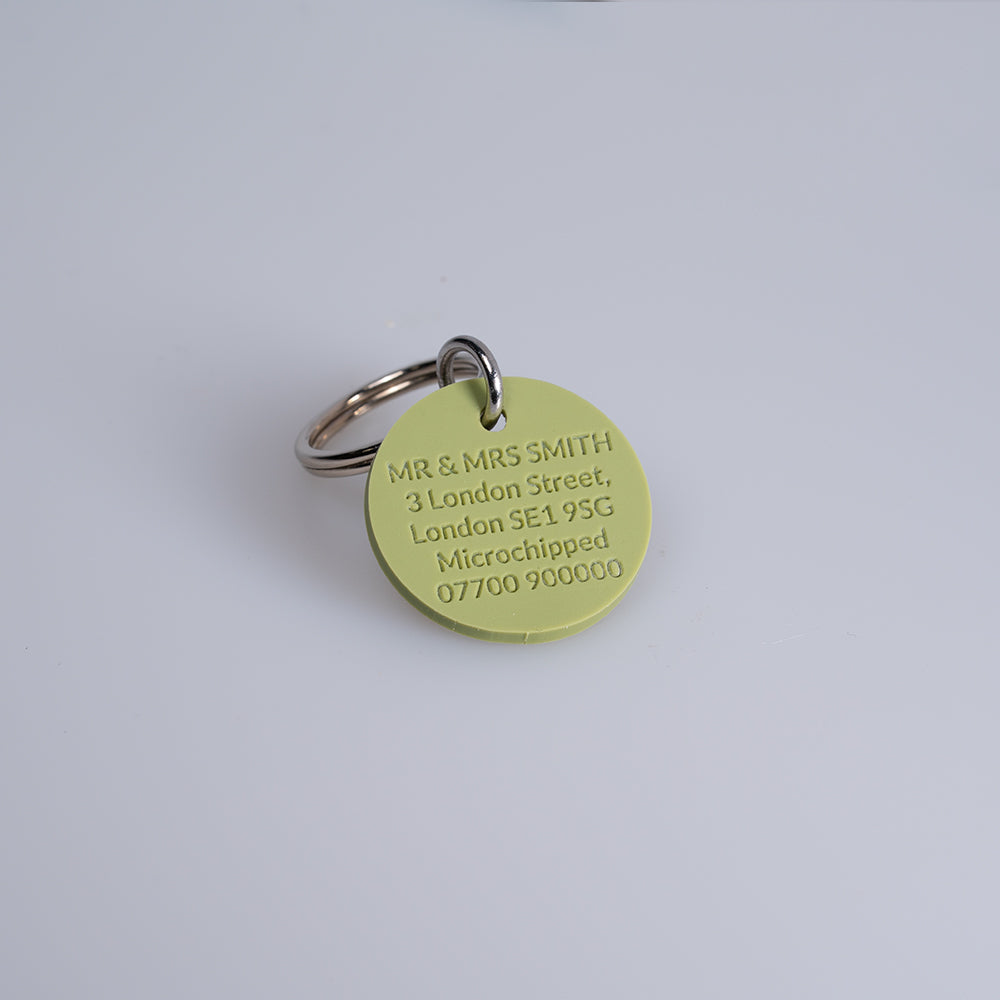 MR & MRS SMITH
3 London Street,
London SE1 9SG
Microchipped
07700 900000